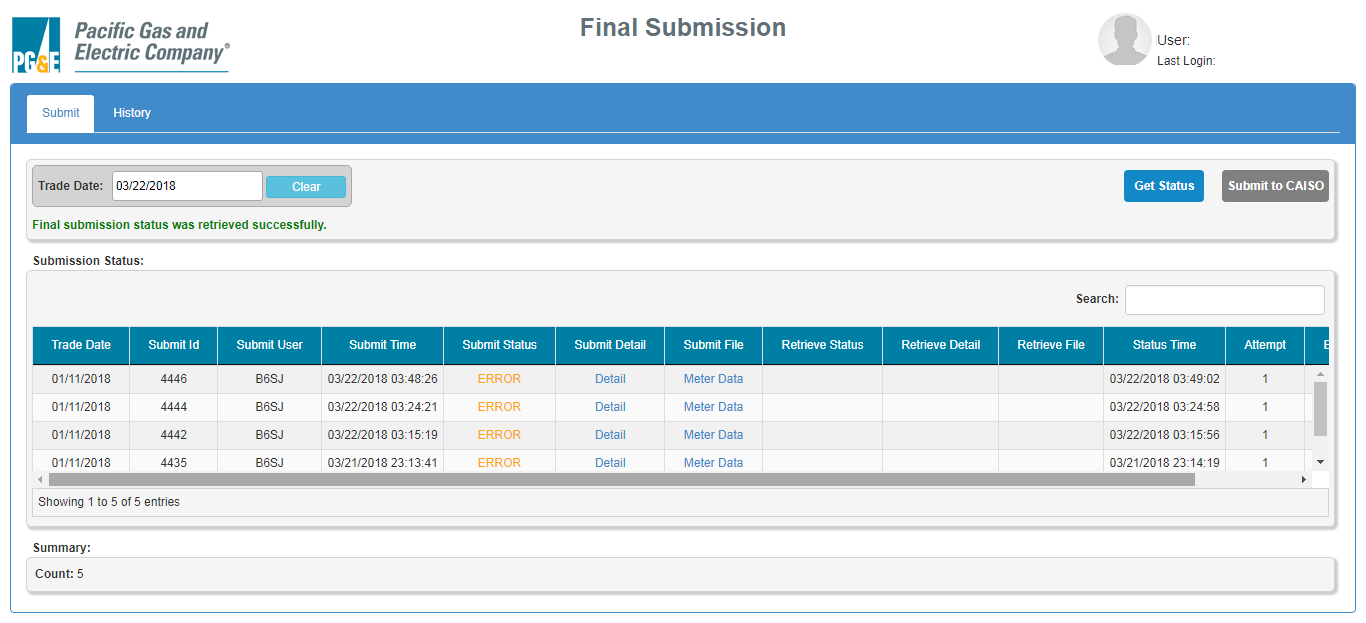 PG&E
Pacific Gas and
Electric Company®
Final Submission
User:
Last Login:
Submit History
Trade Date: 03/22/2018 Clear Get Status Submit to CAISO
Final submission status was retrieved successfully.
Submission Status:
Search:
Trade Date Submit Id Submit User Submit Time Submit Status Submit Detail Submit File Retrieve Status Retrieve Detail Retrieve File Status Time Attempt
01/11/2018 4446 B6SJ 03/22/2018 03:48:26 ERROR Detail Meter Data 03/22/2018 03:49:02 1
01/11/2018 4444 B6SJ 03/22/2018 03:24:21 ERROR Detail Meter Data 03/22/2018 03:24:58 1
01/11/2018 4442 B6SJ 03/22/2018 03:15:19 ERROR Detail Meter Data 03/22/2018 03:15:56 1
01/11/2018 4435 B6SJ 03/21/2018 23:13:41 ERROR Detail Meter Data 03/21/2018 23:14:19 1
Showing 1 to 5 of 5 entries
Summary:
Count: 5